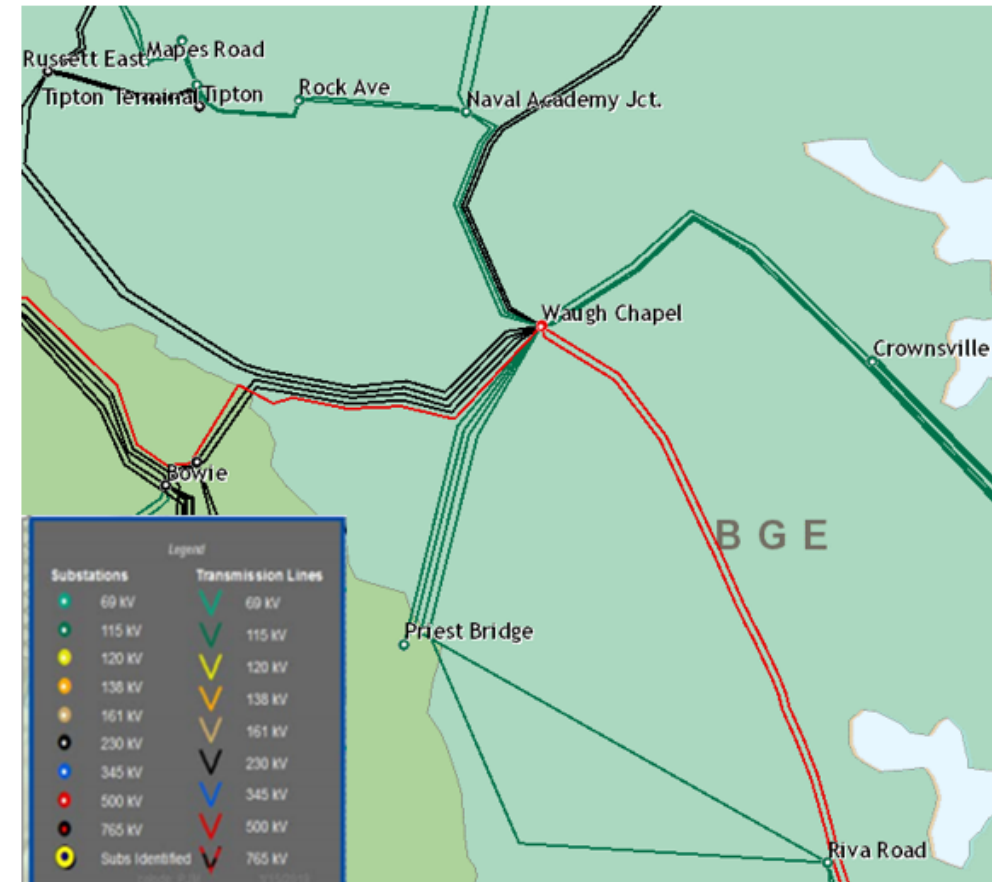 Mapes Road
Russett East
Tipton Terminal
Tipton
Rock Ave
Naval Academy Jct.
Waugh Chapel
Crownsville
Bowie
BGE
Priest Bridge
Riva Road
Legend
Substations Transmission Lines
69 kV 69 kV
115 kV 115 kV
120 kV 120 kV
138 kV 138 kV
161 kV 161 kV
230 kV 230 kV
345 kV 345 kV
500 kV 500 kV
765 kV
Subs Identified 765 kV